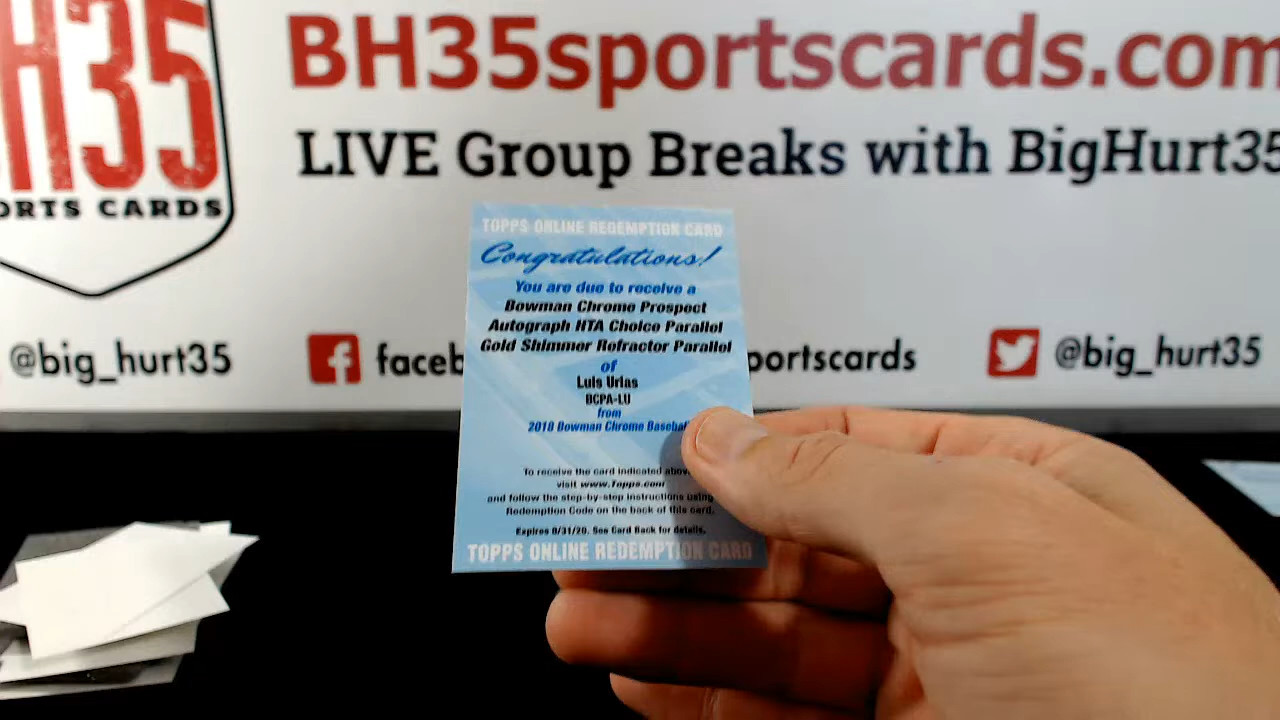 H35
ORTS CARDS
BH35sportscards.com
LIVE Group Breaks with BigHurt35
@big_hurt35
faceb
portscards
@big_hurt35
TOPPS ONLINE REDEMPTION CARD
Congratulations!
You are due to receive a
Bowman Chrome Prospect
Autograph HTA Choice Parallel
Gold Shimmer Refractor Parallel
of
Luis Urias
BCPA-LU
from
2018 Bowman Chrome Baseball
To receive the card indicated above,
visit www.Topps.com
and follow the step-by-step instructions using
Redemption Code on the back of this card.
Expires 8/31/20. See Card Back for details.
TOPPS ONLINE REDEMPTION CARD